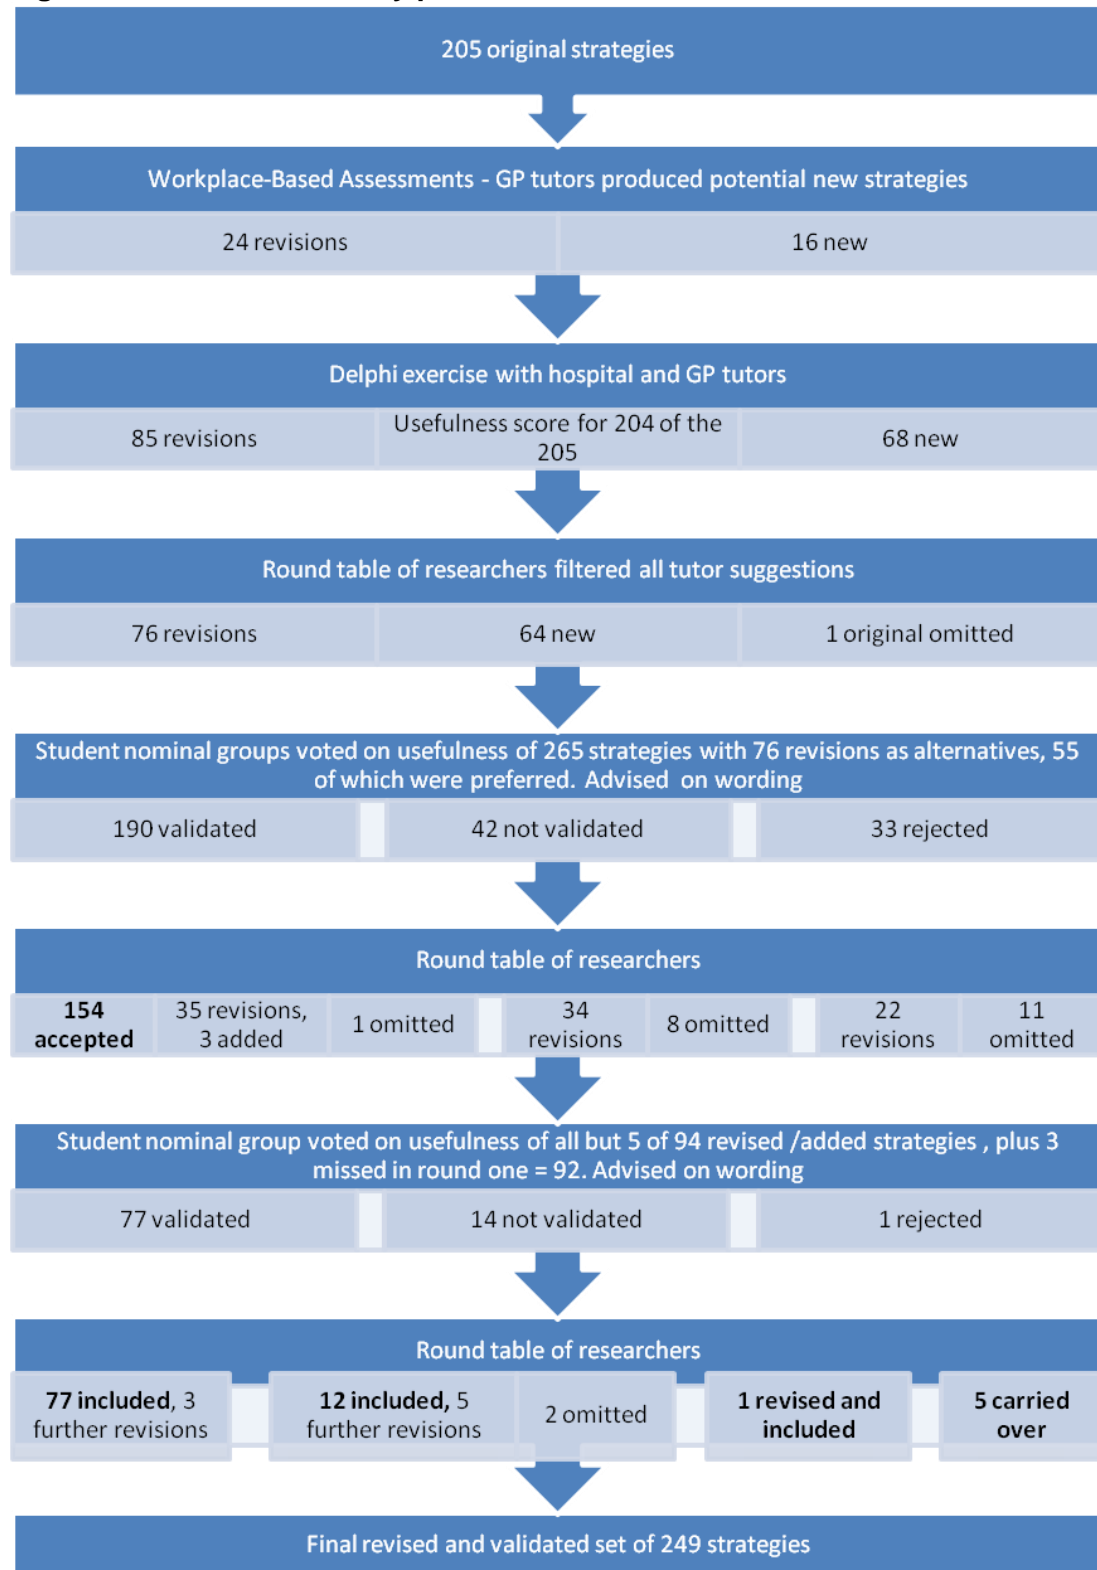 205 original strategies
Workplace-Based Assessments - GP tutors produced potential new strategies
24 revisions
16 new
Delphi exercise with hospital and GP tutors
85 revisions
Usefulness score for 204 of the
205
68 new
Round table of researchers filtered all tutor suggestions
76 revisions
64 new
1 original omitted
Student nominal groups voted on usefulness of 265 strategies with 76 revisions as alternatives, 55
of which were preferred. Advised on wording
190 validated
42 not validated
33 rejected
Round table of researchers
154
accepted
35 revisions,
3 added
1 omitted
34
revisions
8 omitted
22
revisions
11
omitted
Student nominal group voted on usefulness of all but 5 of 94 revised /added strategies , plus 3
missed in round one = 92. Advised on wording
77 validated
14 not validated
1 rejected
Round table of researchers
77 included, 3
further revisions
12 included, 5
further revisions
2 omitted
1 revised and
included
5 carried
over
Final revised and validated set of 249 strategies